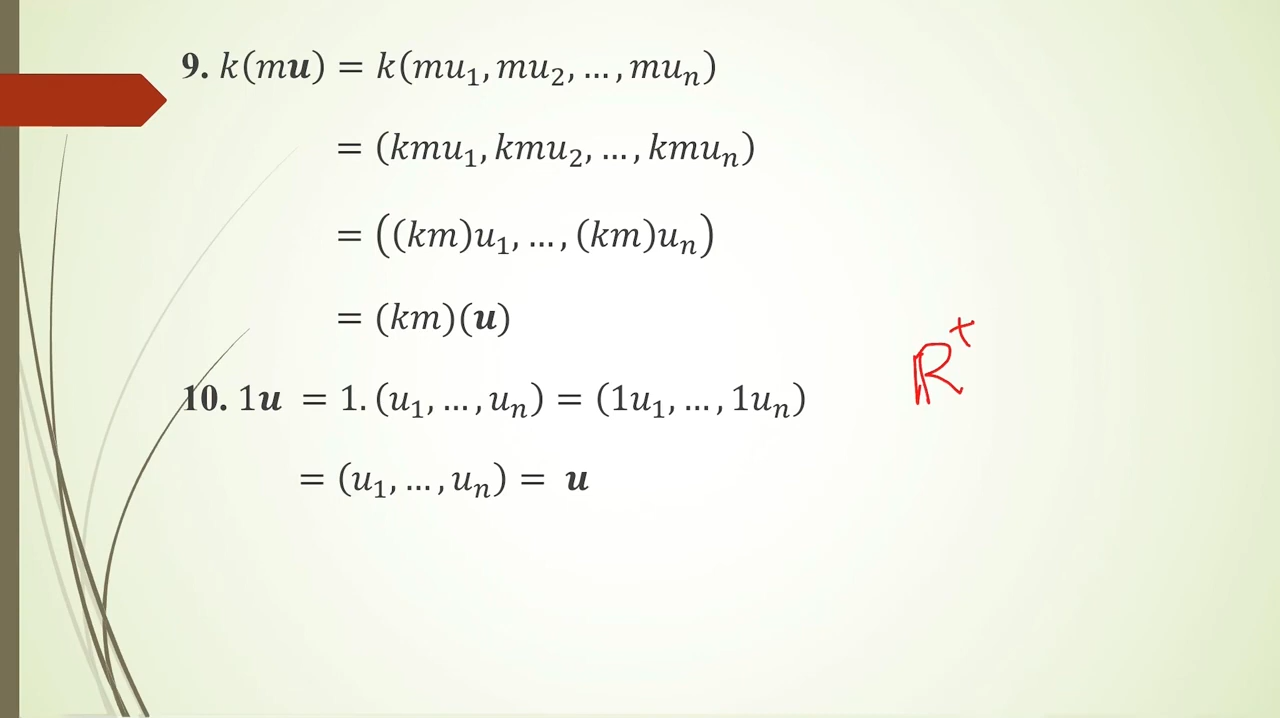 9. k(mu) = k(mu₁, mu₂, …, muₙ)
= (kmu₁, kmu₂, …, kmuₙ)
= ((km)u₁, …, (km)uₙ)
= (km)(u)
R⁺
10. 1u = 1. (u₁, …, uₙ) = (1u₁, …, 1uₙ)
= (u₁, …, uₙ) = u